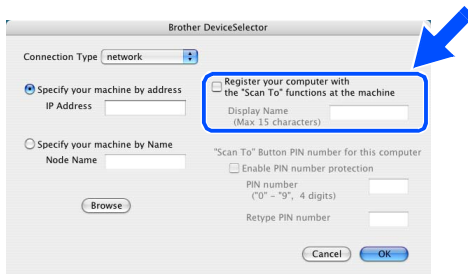 Brother DeviceSelector
Connection Type network
Specify your machine by address
IP Address
Specify your machine by Name
Node Name
Browse
Register your computer with
the "Scan To" functions at the machine
Display Name
(Max 15 characters)
"Scan To" Button PIN number for this computer
Enable PIN number protection
PIN number
("0" - "9", 4 digits)
Retype PIN number
Cancel
OK